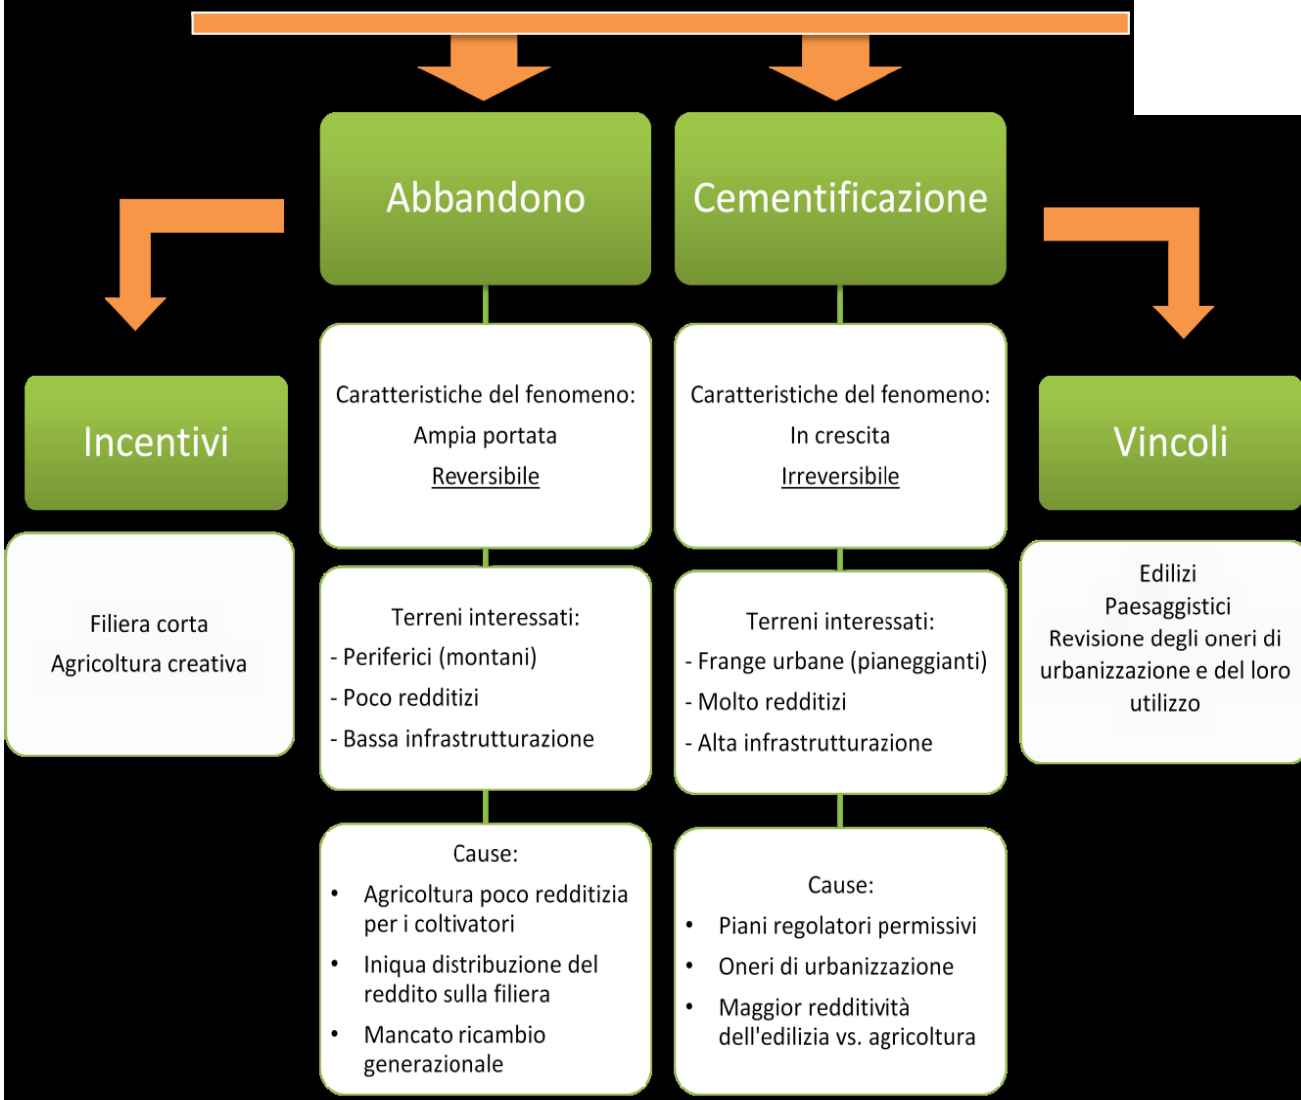 Abbandono
Cementificazione
Incentivi
Vincoli
Caratteristiche del fenomeno:
Ampia portata
Reversibile
Caratteristiche del fenomeno:
In crescita
Irreversibile
Filiera corta
Agricoltura creativa
Terreni interessati:
- Periferici (montani)
- Poco redditizi
- Bassa infrastrutturazione
Terreni interessati:
- Frange urbane (pianeggianti)
- Molto redditizi
- Alta infrastrutturazione
Edilizi
Paesaggistici
Revisione degli oneri di
urbanizzazione e del loro
utilizzo
Cause:
• Agricoltura poco redditizia
per i coltivatori
• Iniqua distribuzione del
reddito sulla filiera
• Mancato ricambio
generazionale
Cause:
• Piani regolatori permissivi
• Oneri di urbanizzazione
• Maggior redditività
dell'edilizia vs. agricoltura